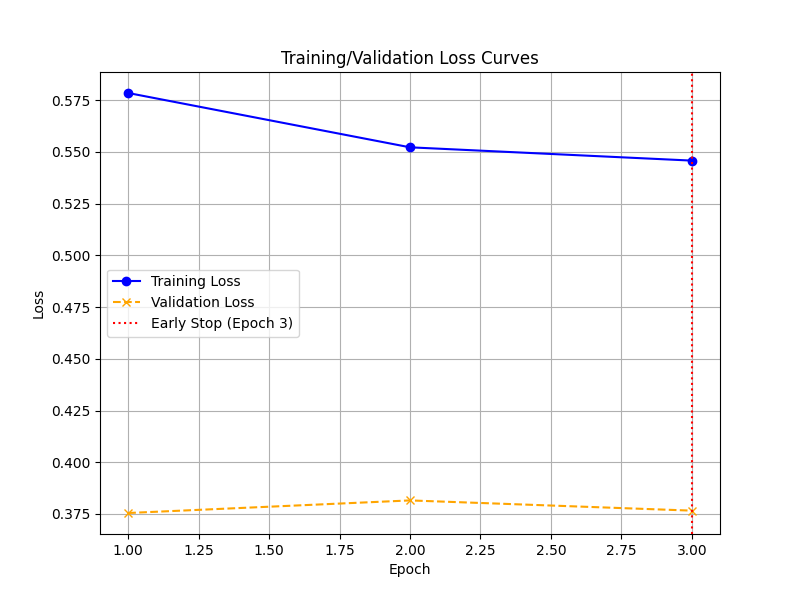 Training/Validation Loss Curves
0.575
0.550
0.525
0.500
0.475
0.450
0.425
0.400
0.375
Loss
Training Loss
Validation Loss
Early Stop (Epoch 3)
1.00 1.25 1.50 1.75 2.00 2.25 2.50 2.75 3.00
Epoch